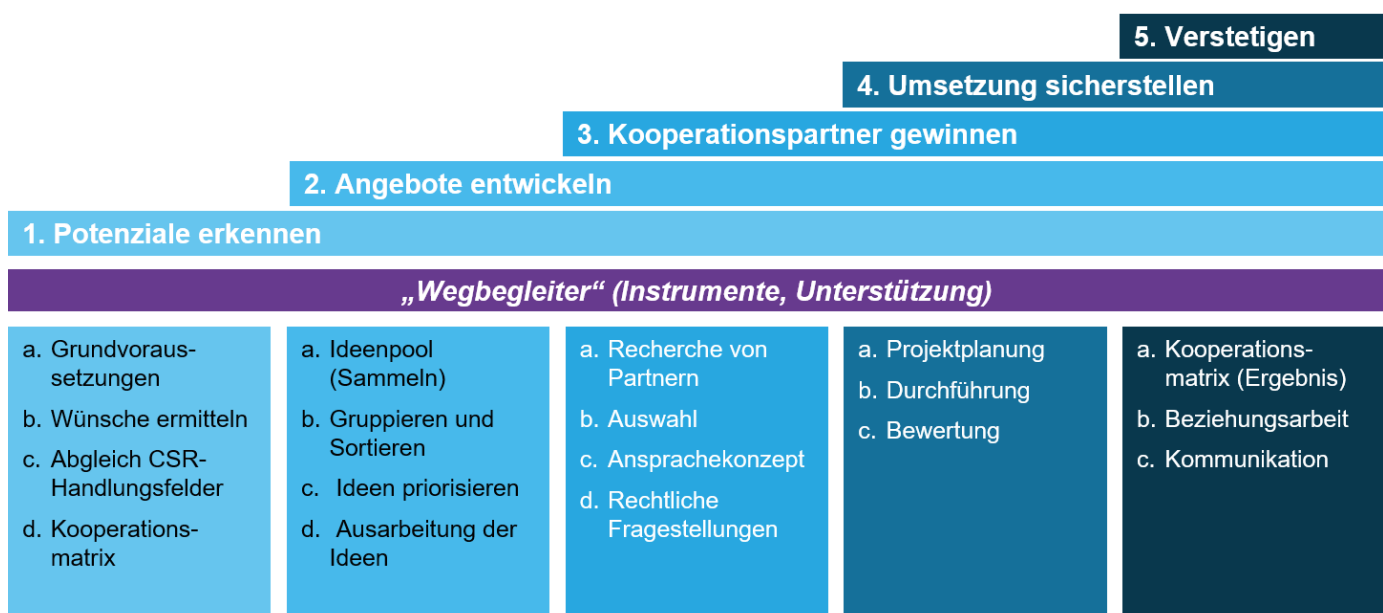 5. Verstetigen
4. Umsetzung sicherstellen
3. Kooperationspartner gewinnen
2. Angebote entwickeln
1. Potenziale erkennen
„Wegbegleiter“ (Instrumente, Unterstützung)
a. Grundvoraus-
setzungen
b. Wünsche ermitteln
c. Abgleich CSR-
Handlungsfelder
d. Kooperations-
matrix
a. Ideenpool
(Sammeln)
b. Gruppieren und
Sortieren
c. Ideen priorisieren
d. Ausarbeitung der
Ideen
a. Recherche von
Partnern
b. Auswahl
c. Ansprachekonzept
d. Rechtliche
Fragestellungen
a. Projektplanung
b. Durchführung
c. Bewertung
a. Kooperations-
matrix (Ergebnis)
b. Beziehungsarbeit
c. Kommunikation